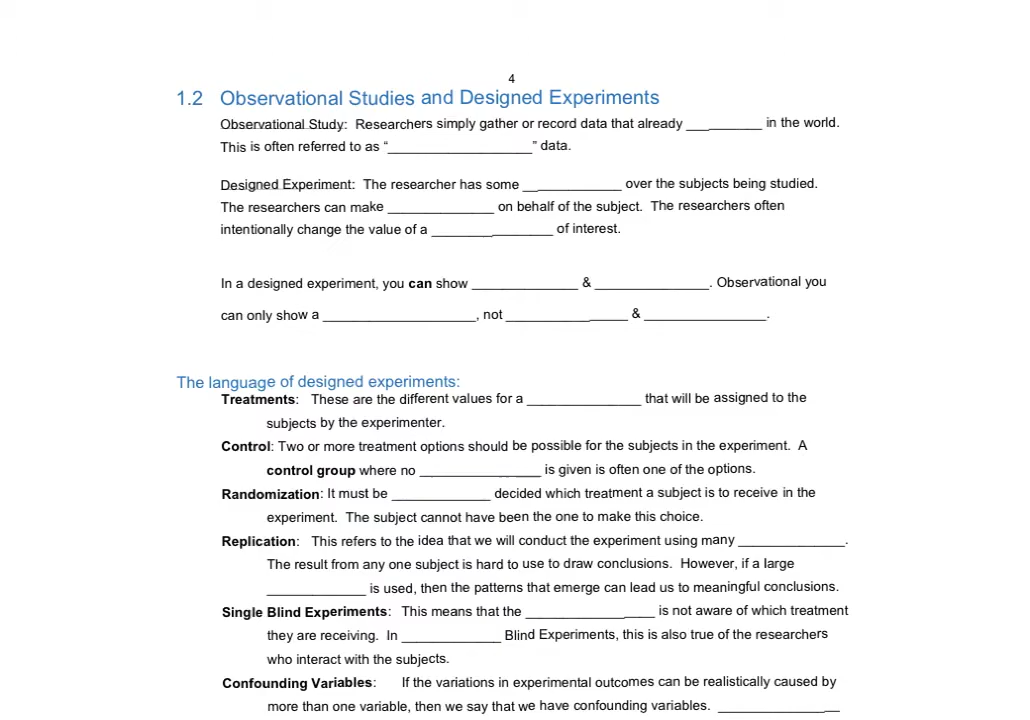 4
1.2 Observational Studies and Designed Experiments
Observational Study: Researchers simply gather or record data that already __________ in the world.
This is often referred to as “___________________” data.
Designed Experiment: The researcher has some _____________ over the subjects being studied.
The researchers can make ______________ on behalf of the subject. The researchers often
intentionally change the value of a ________________ of interest.
In a designed experiment, you can show ______________ & _______________. Observational you
can only show a ____________________, not ________________ & ________________.
The language of designed experiments:
Treatments: These are the different values for a _______________ that will be assigned to the
subjects by the experimenter.
Control: Two or more treatment options should be possible for the subjects in the experiment. A
control group where no ________________ is given is often one of the options.
Randomization: It must be _____________ decided which treatment a subject is to receive in the
experiment. The subject cannot have been the one to make this choice.
Replication: This refers to the idea that we will conduct the experiment using many ______________.
The result from any one subject is hard to use to draw conclusions. However, if a large
_____________ is used, then the patterns that emerge can lead us to meaningful conclusions.
Single Blind Experiments: This means that the _________________ is not aware of which treatment
they are receiving. In _____________ Blind Experiments, this is also true of the researchers
who interact with the subjects.
Confounding Variables: If the variations in experimental outcomes can be realistically caused by
more than one variable, then we say that we have confounding variables. ________________